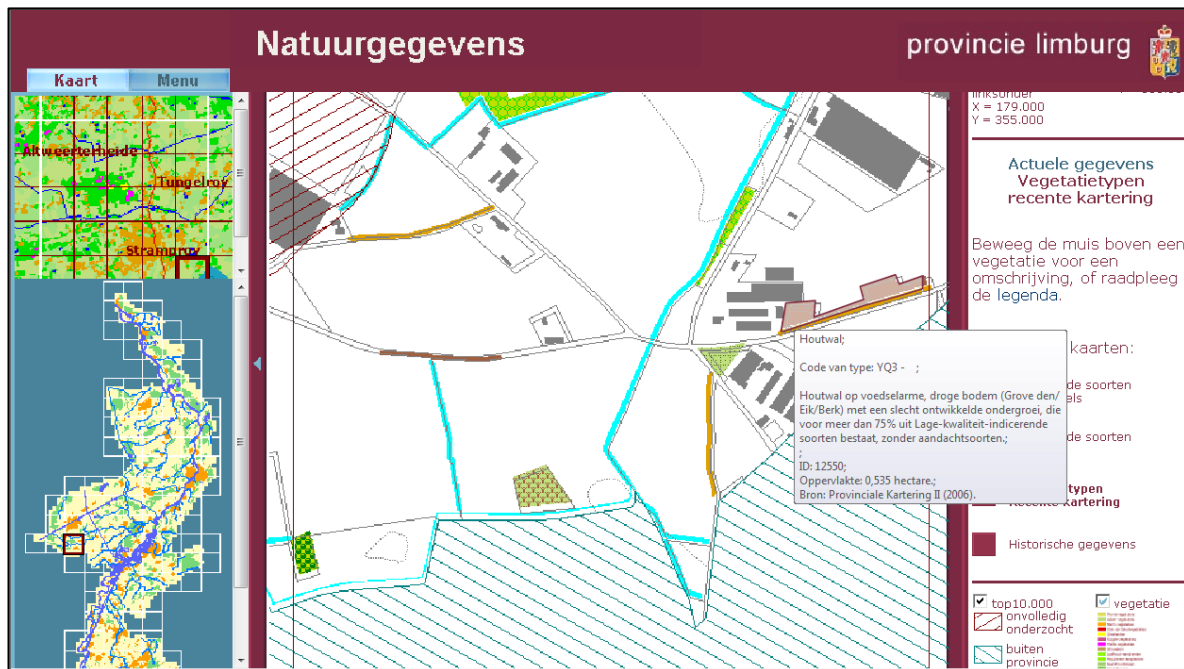 Natuurgegevens
provincie limburg
Kaart
Menu
Altweerterheide
Tungelroy
Stramproy
linksonder
X = 179.000
Y = 355.000
Actuele gegevens
Vegetatietypen
recente kartering
Beweeg de muis boven een
vegetatie voor een
omschrijving, of raadpleeg
de legenda.
kaarten:
de soorten
els
de soorten
typen
Recente kartering
Historische gegevens
top10.000
vegetatie
onvolledig
onderzocht
buiten
provincie
Houtwal;
Code van type: YQ3 - ;
Houtwal op voedselarme, droge bodem (Grove den/
Eik/Berk) met een slecht ontwikkelde ondergroei, die
voor meer dan 75% uit Lage-kwaliteit-indicerende
soorten bestaat, zonder aandachtsoorten.;
;
ID: 12550;
Oppervlakte: 0,535 hectare.;
Bron: Provinciale Kartering II (2006).